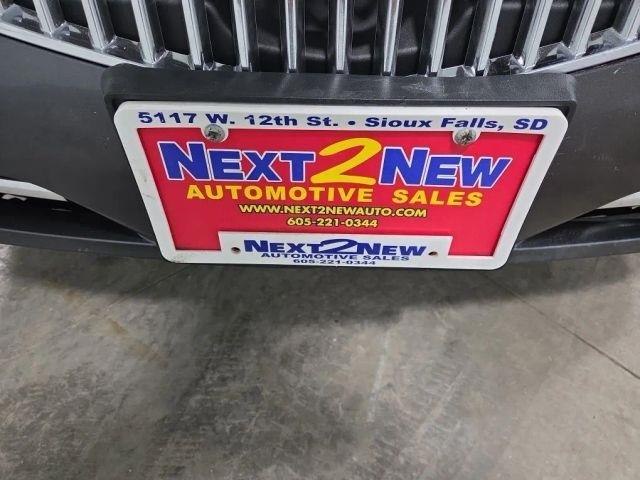 5117 W. 12th St. • Sioux Falls, SD
NEXT2NEW
AUTOMOTIVE SALES
WWW.NEXT2NEWAUTO.COM
605-221-0344
NEXT2NEW
AUTOMOTIVE SALES
605-221-0344